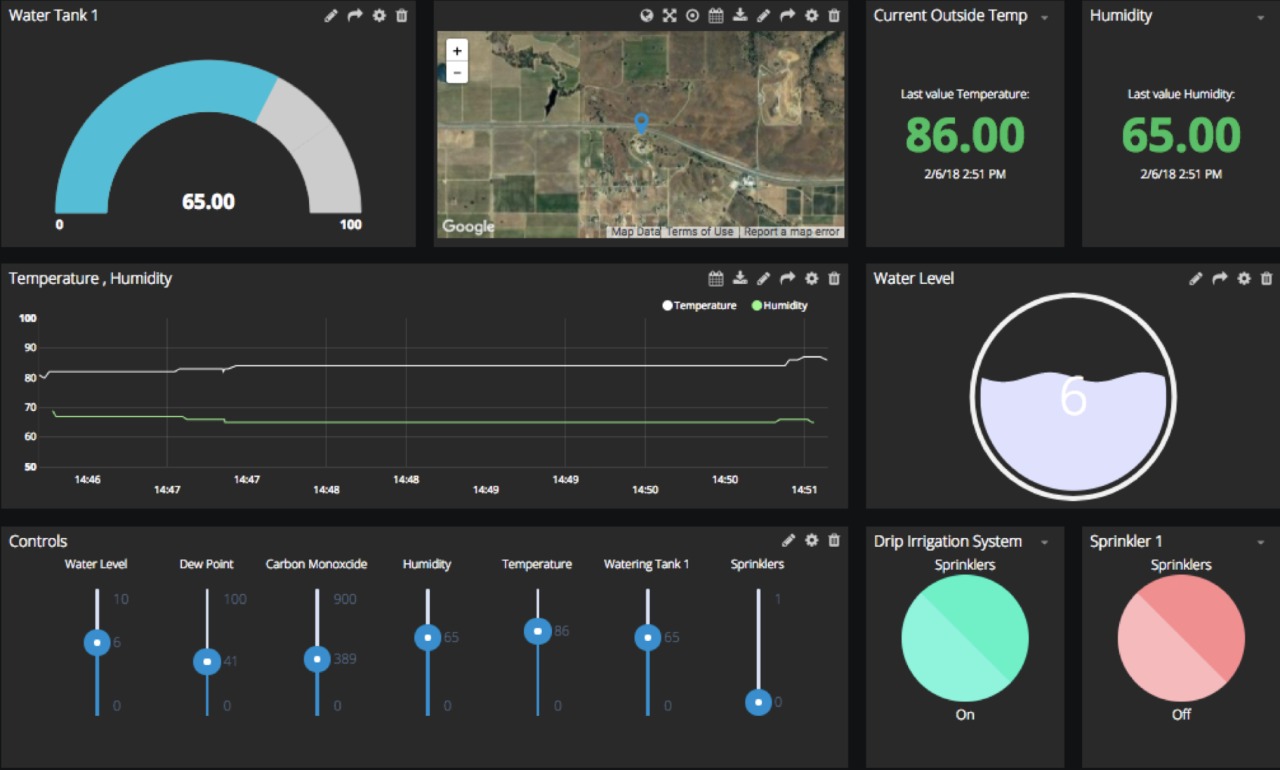 Water Tank 1
65.00
0
100
+
−
Google
Map Data Terms of Use Report a map error
Current Outside Temp
Last value Temperature:
86.00
2/6/18 2:51 PM
Humidity
Last value Humidity:
65.00
2/6/18 2:51 PM
Temperature , Humidity
Temperature Humidity
100
90
80
70
60
50
14:46 14:47 14:48 14:49 14:50
14:47 14:48 14:49 14:50 14:51
Water Level
6
Controls
Water Level Dew Point Carbon Monoxcide Humidity Temperature Watering Tank 1 Sprinklers
10 100 900 1
6 41 389 65 86 65
0 0 0 0 0 0 0
Drip Irrigation System
Sprinklers
On
Sprinkler 1
Sprinklers
Off